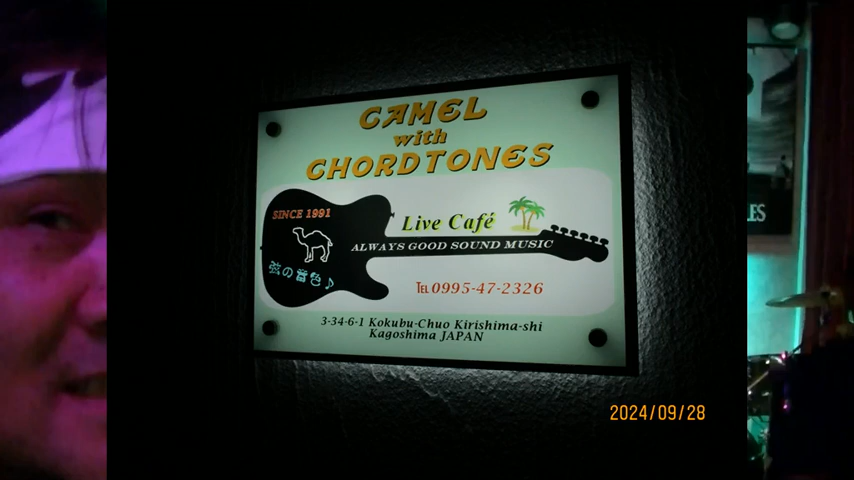 CAMEL
with
CHORDTONES
SINCE 1991
Live Café
ALWAYS GOOD SOUND MUSIC
弦の音色♪
TEL 0995-47-2326
3-34-6-1 Kokubu-Chuo Kirishima-shi
Kagoshima JAPAN
2024/09/28